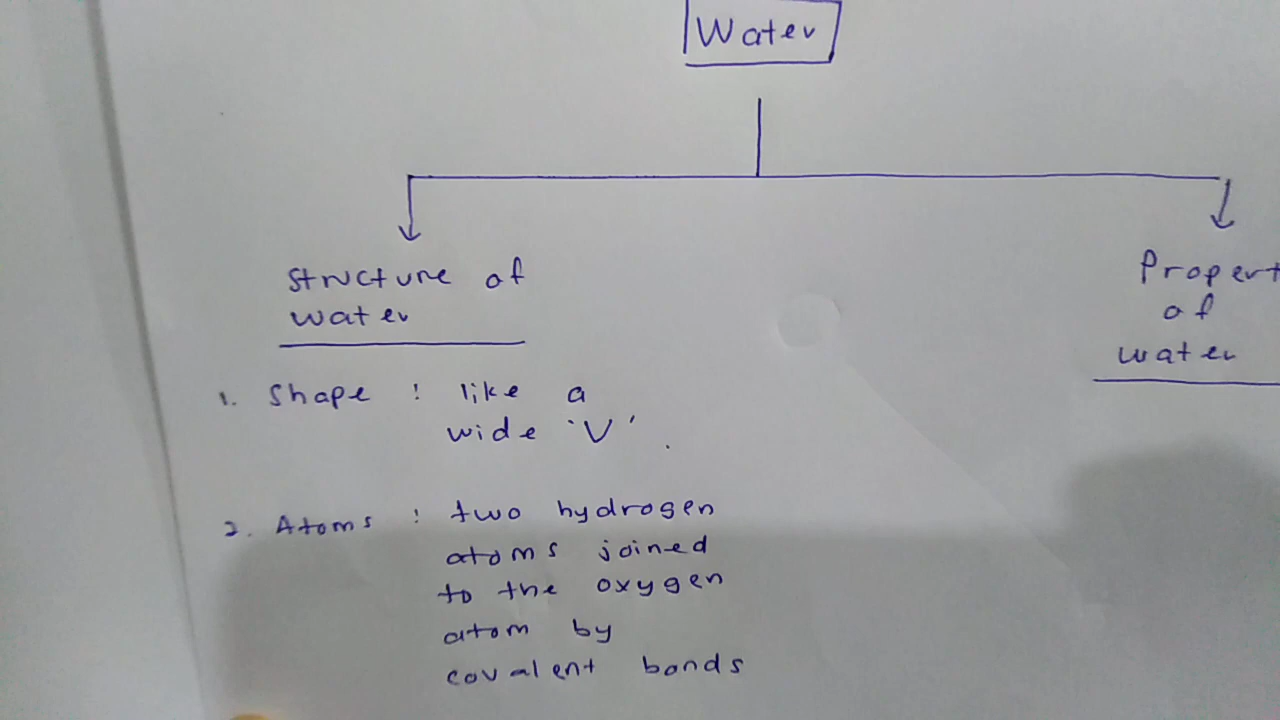 Water
Structure of
water
1. Shape : like a
wide 'V'.
2. Atoms : two hydrogen
atoms joined
to the oxygen
atom by
covalent bonds
Propert
of
water